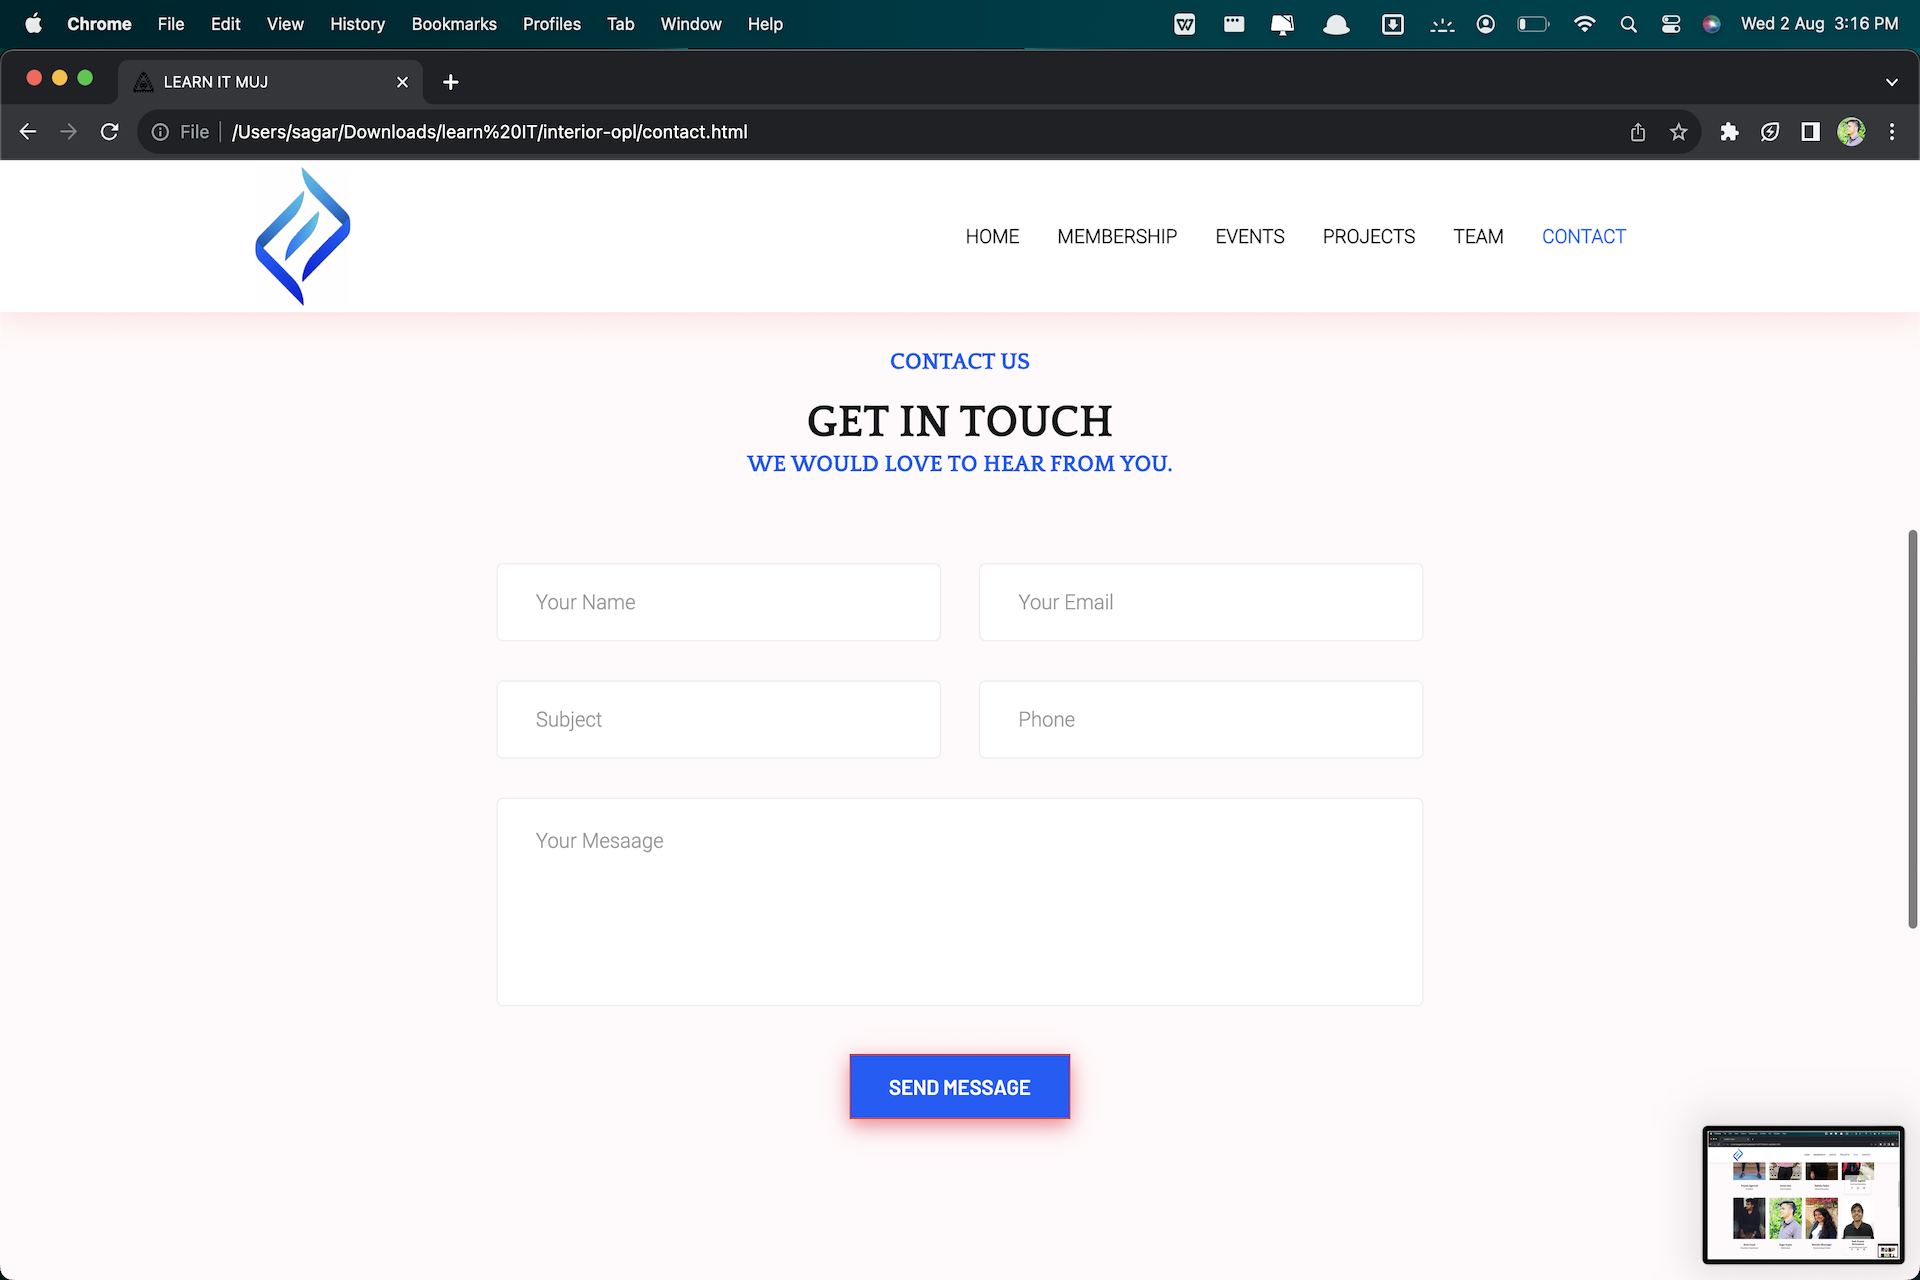 Chrome File Edit View History Bookmarks Profiles Tab Window Help Wed 2 Aug 3:16 PM
LEARN IT MUJ
File /Users/sagar/Downloads/learn%20IT/interior-opl/contact.html
HOME MEMBERSHIP EVENTS PROJECTS TEAM CONTACT
CONTACT US
GET IN TOUCH
WE WOULD LOVE TO HEAR FROM YOU.
Your Name Your Email
Subject Phone
Your Mesaage
SEND MESSAGE